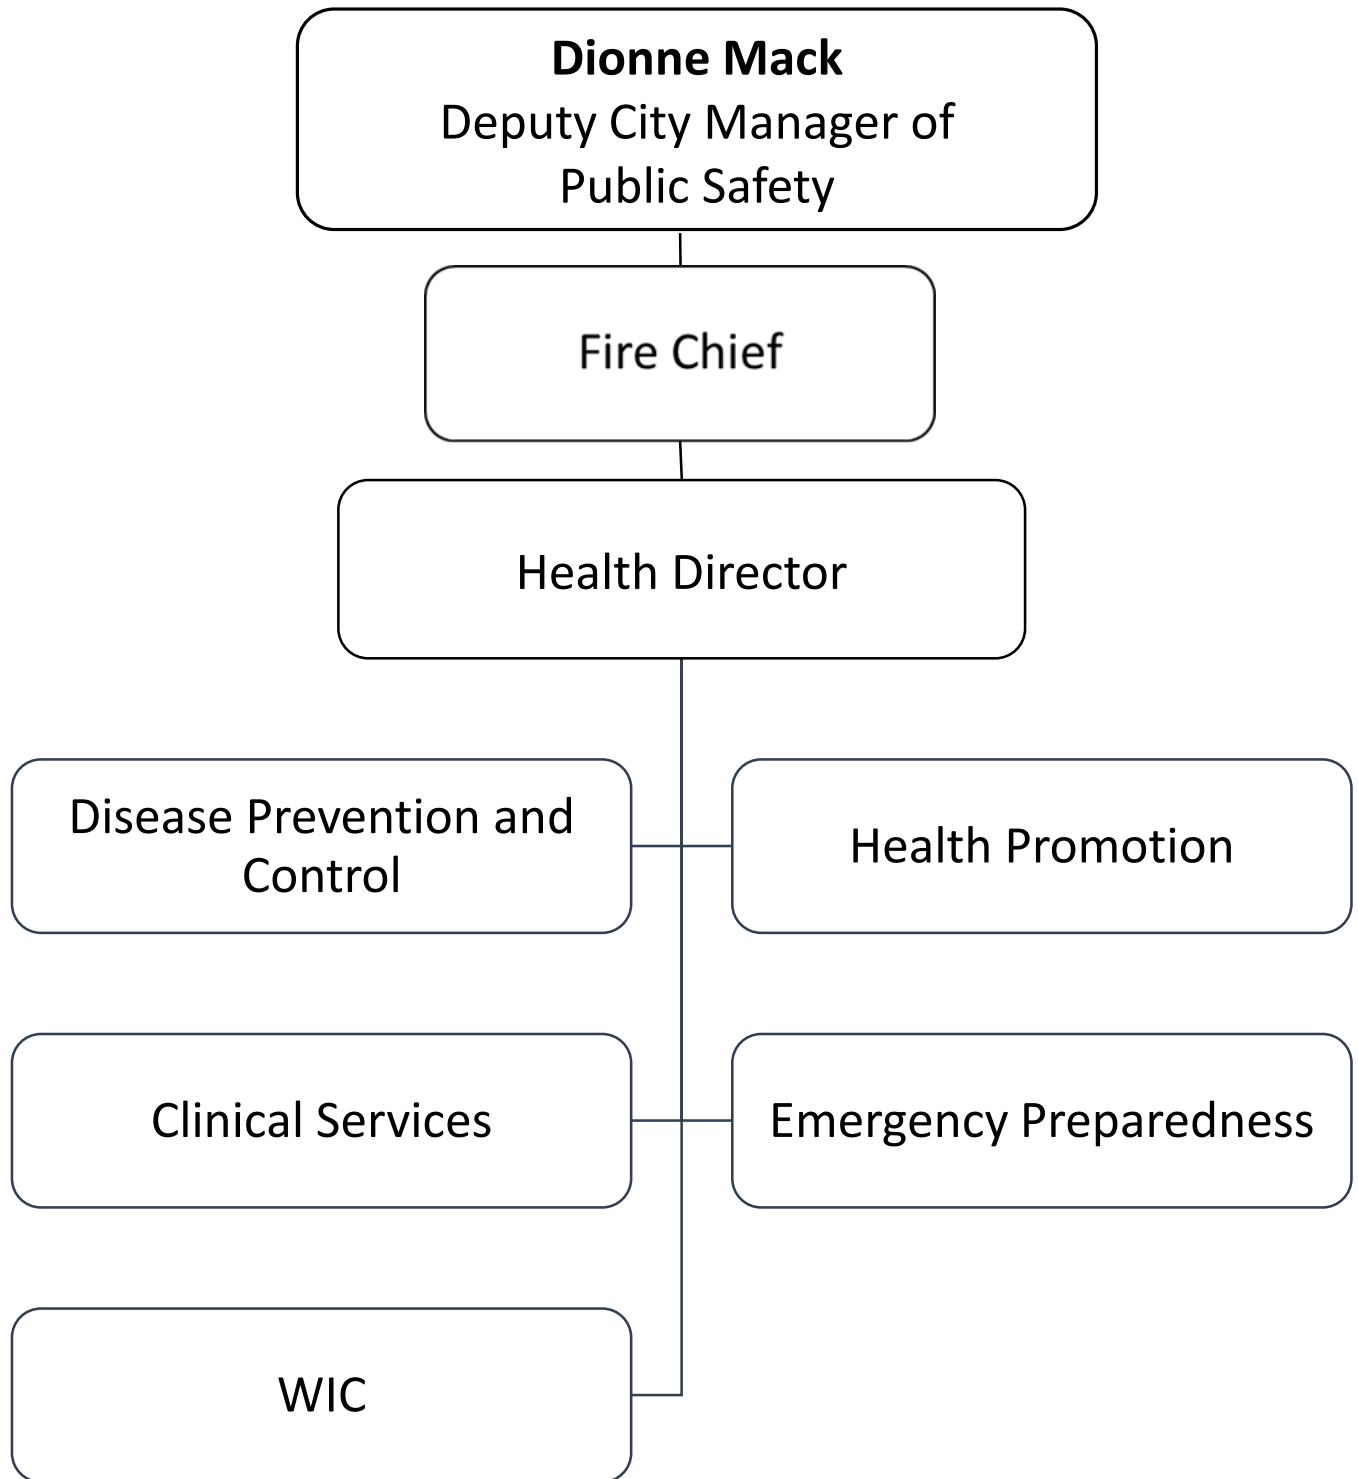 Dionne Mack
Deputy City Manager of
Public Safety
Fire Chief
Health Director
Disease Prevention and
Control
Health Promotion
Clinical Services
Emergency Preparedness
WIC